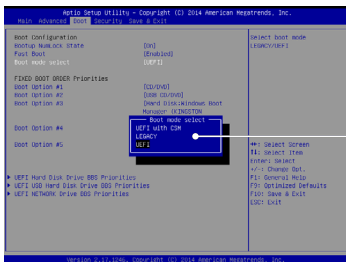 Aptio Setup Utility - Copyright (C) 2014 American Megatrends, Inc.
Main Advanced Boot Security Save & Exit
Boot Configuration
Bootup NumLock State [On]
Fast Boot [Enabled]
Boot mode select [UEFI]
FIXED BOOT ORDER Priorities
Boot Option #1 [CD/DVD]
Boot Option #2 [USB CD/DVD]
Boot Option #3 [Hard Disk:Windows Boot
Manager (KINGSTON
Boot Option #4
Boot Option #5
Boot mode select
UEFI with CSM
LEGACY
UEFI
UEFI Hard Disk Drive BBS Priorities
UEFI USB Hard Disk Drive BBS Priorities
UEFI NETWORK Drive BBS Priorities
Select boot mode
LEGACY/UEFI
→←: Select Screen
↑↓: Select Item
Enter: Select
+/-: Change Opt.
F1: General Help
F9: Optimized Defaults
F10: Save & Exit
ESC: Exit
Version 2.17.1246. Copyright (C) 2014 American Megatrends, Inc.